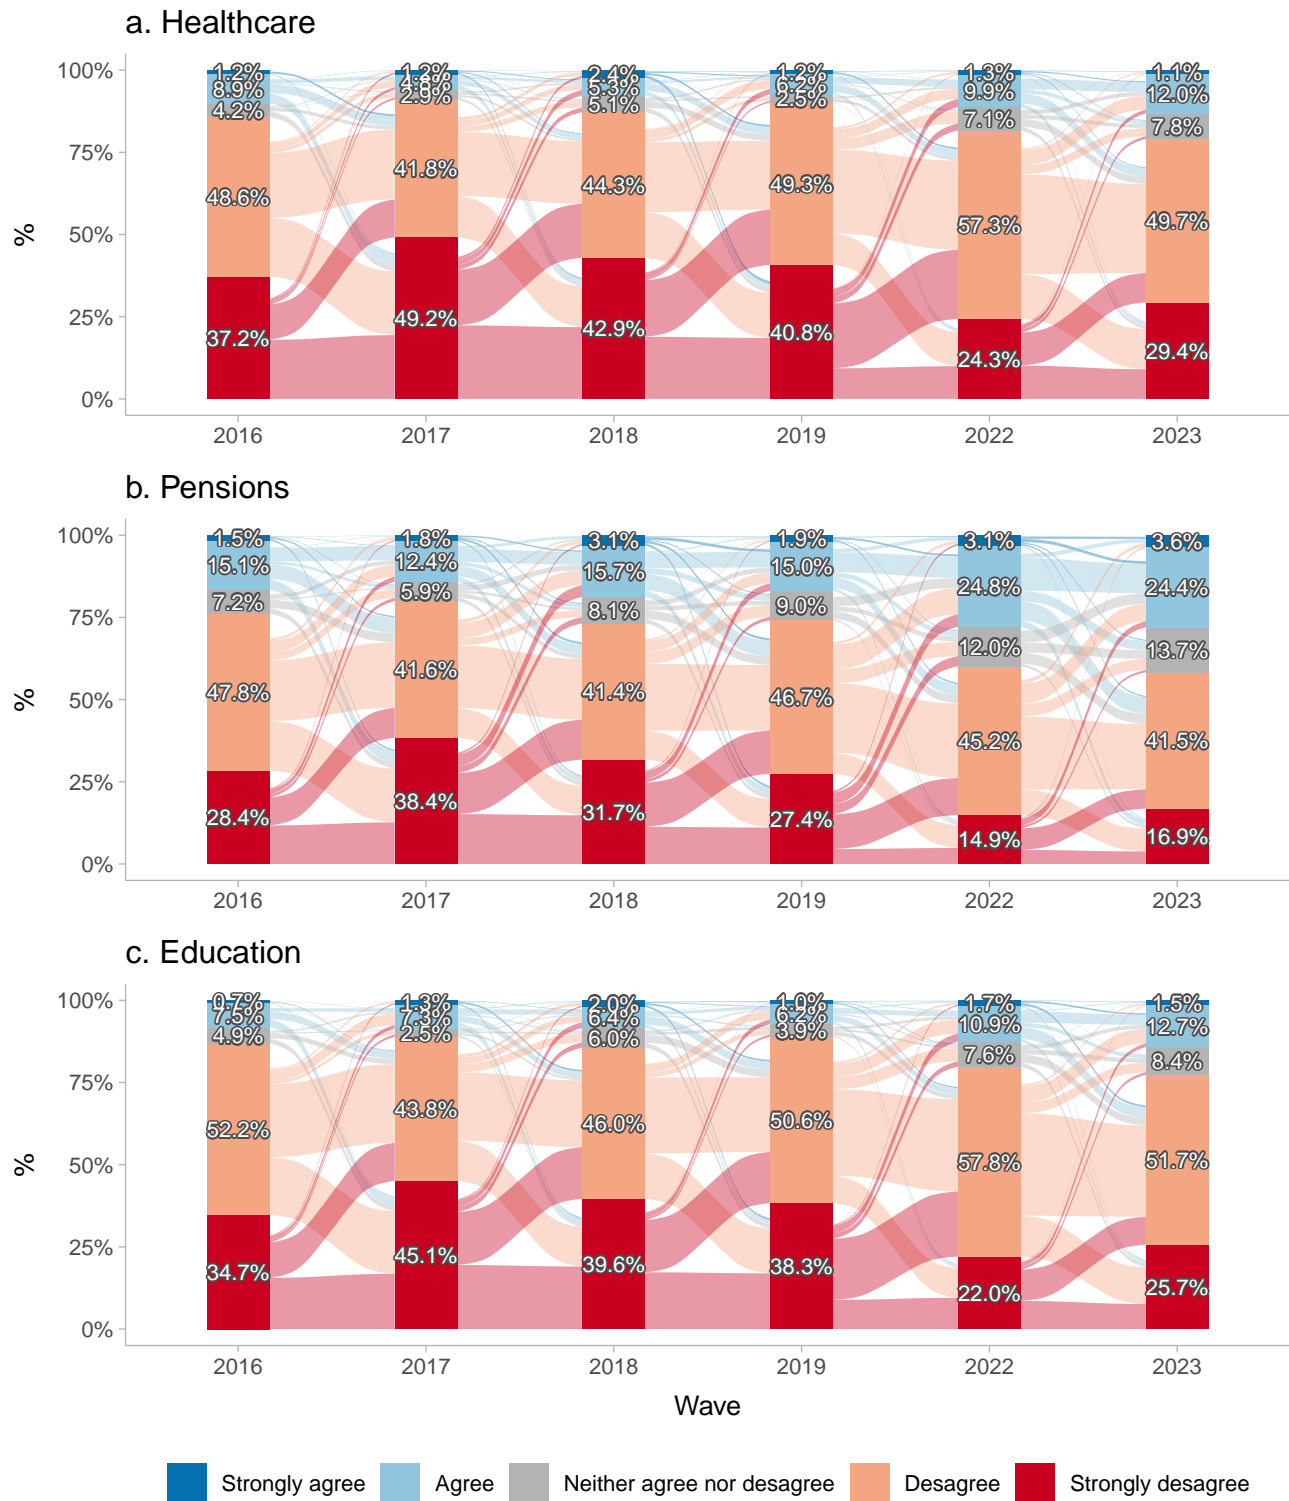 a. Healthcare
%
100%
75%
50%
25%
0%
1.2% 1.2% 2.4% 1.2% 1.3% 1.1%
8.9% 4.8% 5.3% 6.2% 9.9% 12.0%
4.2% 2.9% 5.1% 2.5% 7.1% 7.8%
48.6% 41.8% 44.3% 49.3% 57.3% 49.7%
37.2% 49.2% 42.9% 40.8% 24.3% 29.4%
2016 2017 2018 2019 2022 2023
b. Pensions
%
100%
75%
50%
25%
0%
1.5% 1.8% 3.1% 1.9% 3.1% 3.6%
15.1% 12.4% 15.7% 15.0% 24.8% 24.4%
7.2% 5.9% 8.1% 9.0% 12.0% 13.7%
47.8% 41.6% 41.4% 46.7% 45.2% 41.5%
28.4% 38.4% 31.7% 27.4% 14.9% 16.9%
2016 2017 2018 2019 2022 2023
c. Education
%
100%
75%
50%
25%
0%
0.7% 1.3% 2.0% 1.0% 1.7% 1.5%
7.5% 7.3% 6.4% 6.2% 10.9% 12.7%
4.9% 2.5% 6.0% 3.9% 7.6% 8.4%
52.2% 43.8% 46.0% 50.6% 57.8% 51.7%
34.7% 45.1% 39.6% 38.3% 22.0% 25.7%
2016 2017 2018 2019 2022 2023
Wave
Strongly agree Agree Neither agree nor desagree Desagree Strongly desagree